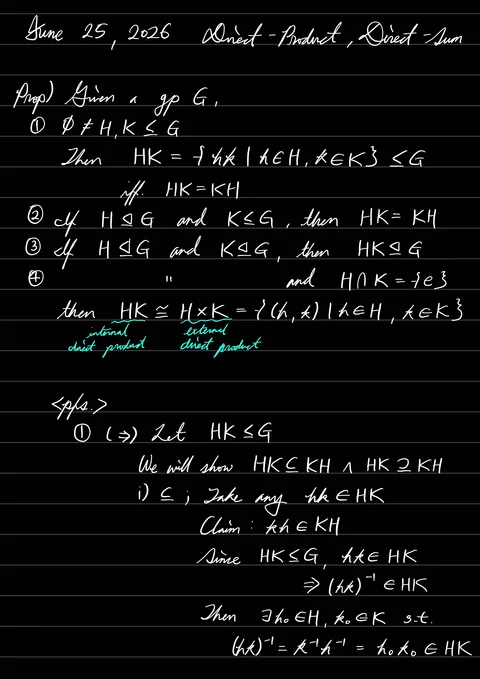 June 25, 2026 Direct-Product, Direct-Sum
Prop) Given a gp G,
① ∅ ≠ H, K ≤ G
Then HK = {hk | h∈H, k∈K} ≤ G
iff. HK = KH
② If H ⊴ G and K ≤ G, then HK = KH
③ If H ⊴ G and K ⊴ G, then HK ⊴ G
④ " and H∩K = {e}
then HK ≅ H×K = {(h, k) | h∈H, k∈K}
internal direct product
external direct product
<pfs.>
① (⇒) Let HK ≤ G
We will show HK ⊆ KH ∧ HK ⊇ KH
i) ⊆ ; Take any hk ∈ HK
Claim : kh ∈ KH
Since HK ≤ G, hk ∈ HK
⇒ (hk)⁻¹ ∈ HK
Then ∃h₀∈H, k₀∈K s.t.
(hk)⁻¹ = k⁻¹h⁻¹ = h₀k₀ ∈ HK